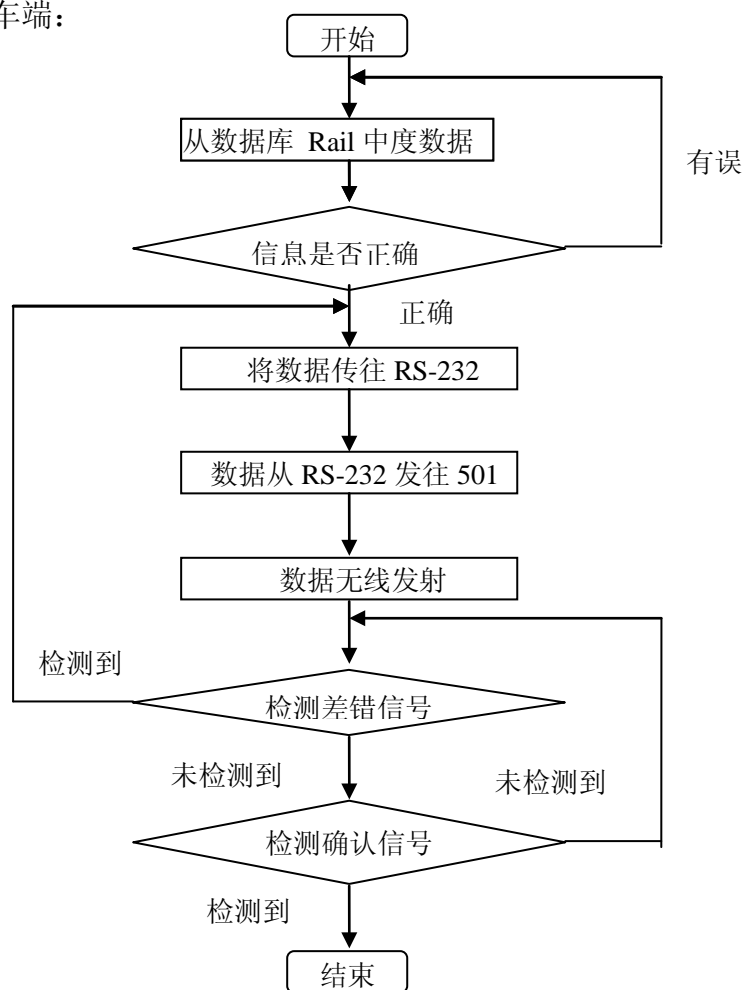 车端：
开始
从数据库 Rail 中度数据
有误
信息是否正确
正确
将数据传往 RS-232
数据从 RS-232 发往 501
数据无线发射
检测到
检测差错信号
未检测到
未检测到
检测确认信号
检测到
结束